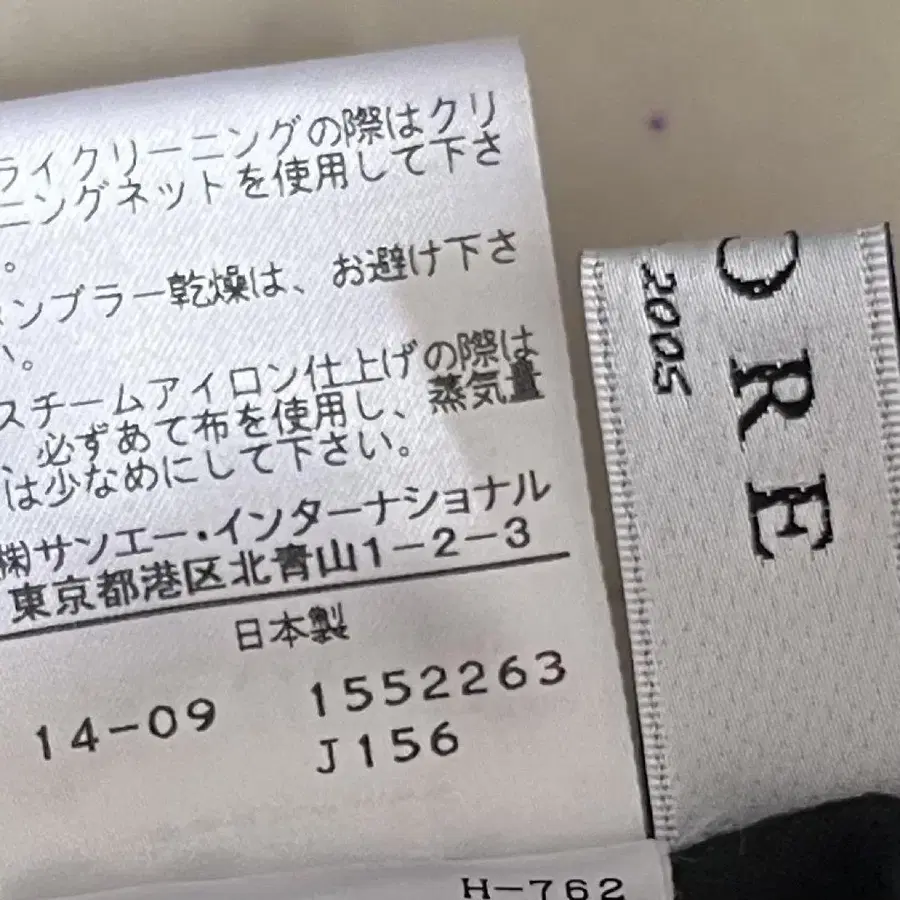 ライクリーニングの際はクリ
ニングネットを使用して下さ
。
ンブラー乾燥は、お避け下さ
い。
スチームアイロン仕上げの際は
、必ずあて布を使用し、蒸気量
は少なめにして下さい。
㈱サンエー・インターナショナル
東京都港区北青山1-2-3
日本製
14-09 1552263
J156
H-762
ORE
2005